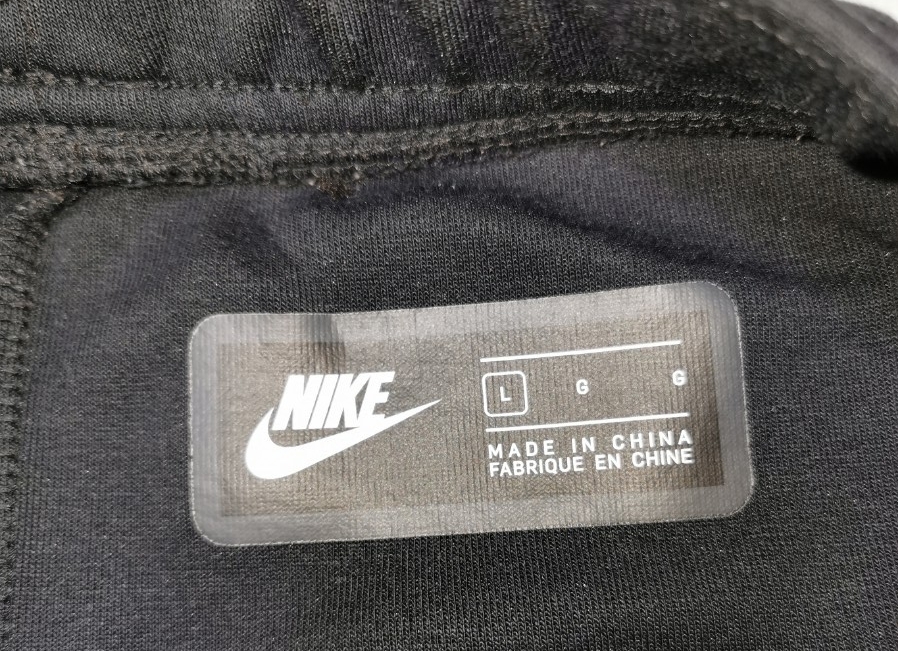 NIKE
L G G
MADE IN CHINA
FABRIQUE EN CHINE